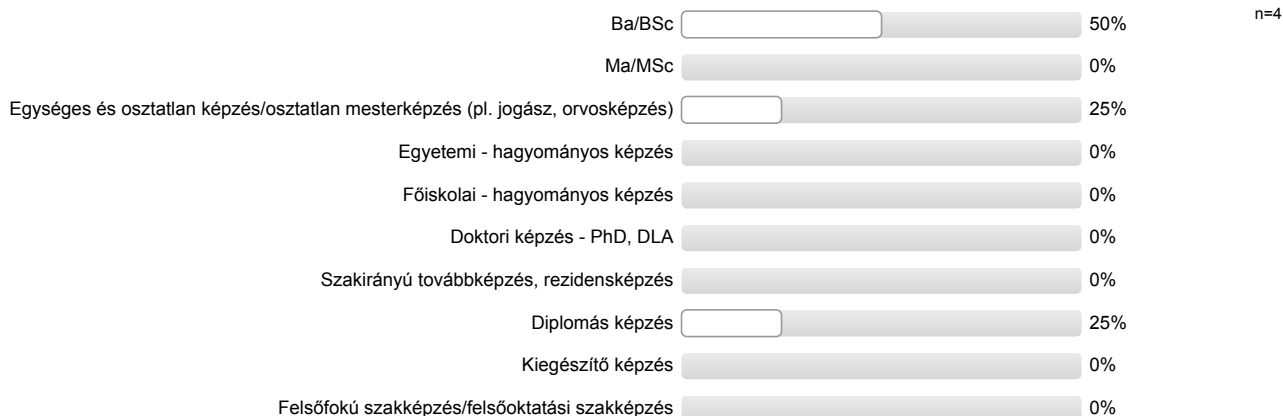 n=4
Ba/BSc 50%
Ma/MSc 0%
Egységes és osztatlan képzés/osztatlan mesterképzés (pl. jogász, orvosképzés) 25%
Egyetemi - hagyományos képzés 0%
Főiskolai - hagyományos képzés 0%
Doktori képzés - PhD, DLA 0%
Szakirányú továbbképzés, rezidensképzés 0%
Diplomás képzés 25%
Kiegészítő képzés 0%
Felsőfokú szakképzés/felsőoktatási szakképzés 0%